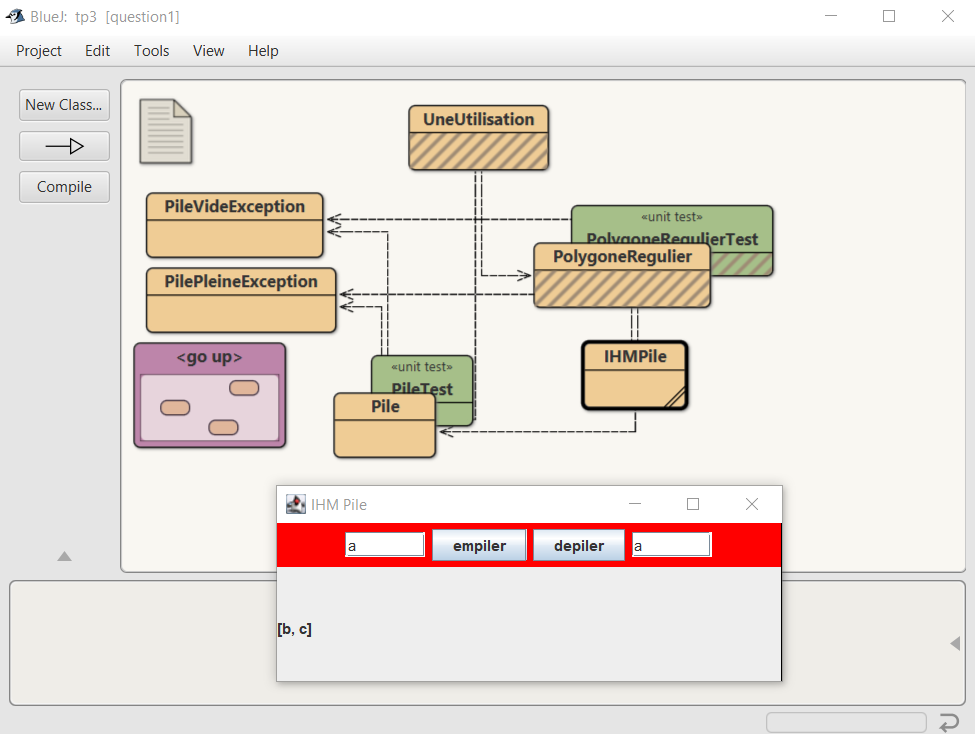 BlueJ:  tp3  [question1]
Project Edit Tools View Help
New Class...
Compile
UneUtilisation
PileVideException
«unit test»
PolygoneRegulierTest
PolygoneRegulier
PilePleineException
<go up>
IHMPile
«unit test»
PileTest
Pile
IHM Pile
a empiler depiler a
[b, c]